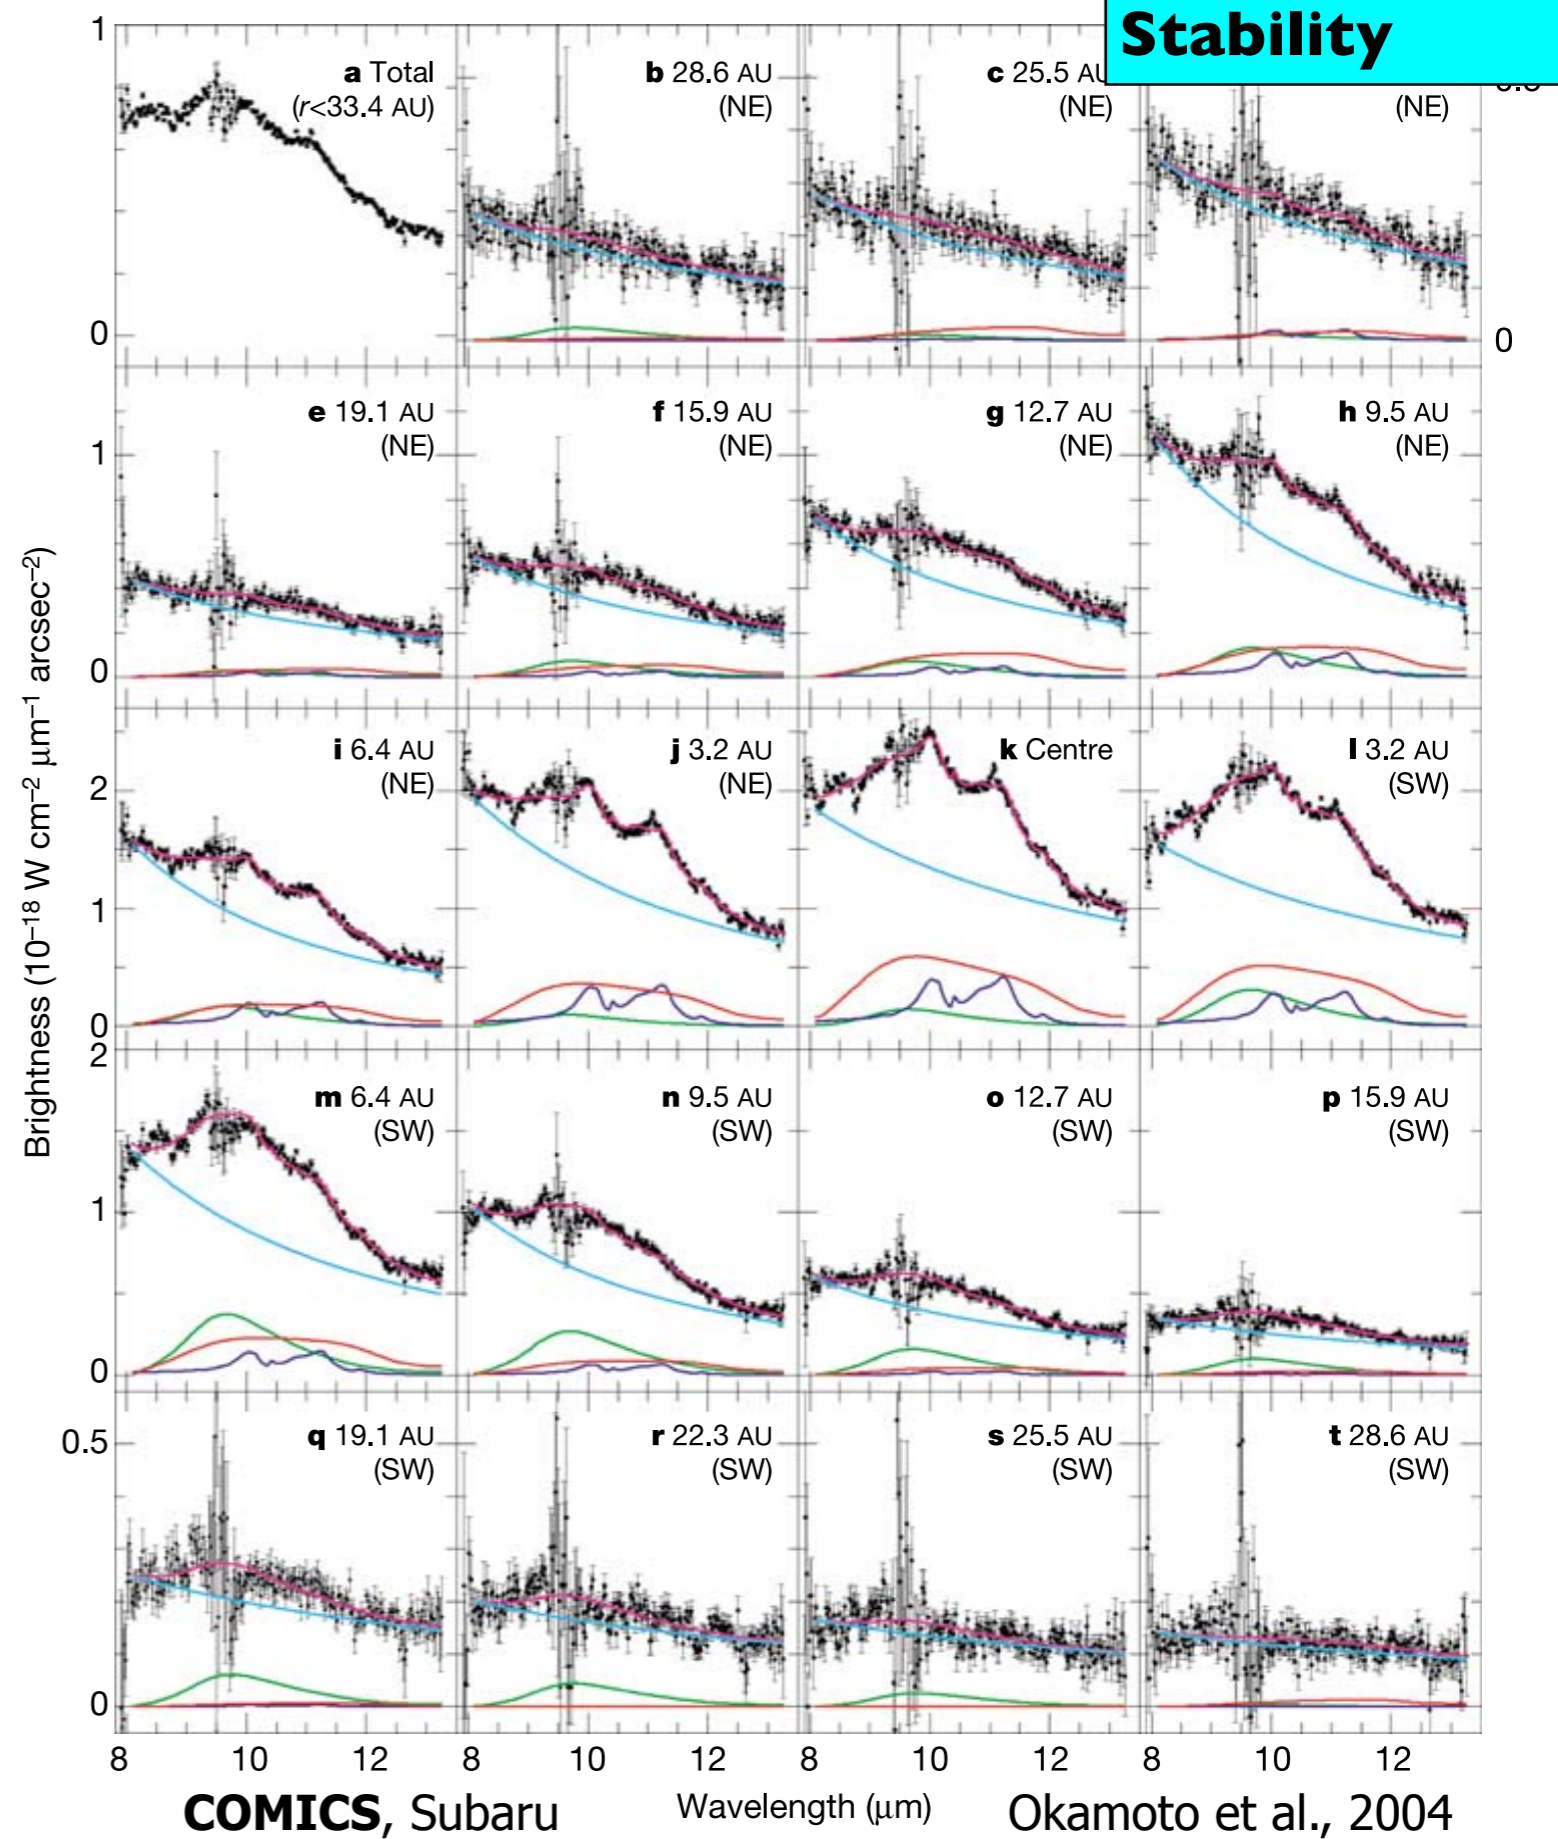 Stability
1
a Total
(r<33.4 AU)
b 28.6 AU
(NE)
c 25.5 AU
(NE)
(NE)
0
0
e 19.1 AU
(NE)
f 15.9 AU
(NE)
g 12.7 AU
(NE)
h 9.5 AU
(NE)
1
0
i 6.4 AU
(NE)
j 3.2 AU
(NE)
k Centre
l 3.2 AU
(SW)
2
1
0
Brightness (10⁻¹⁸ W cm⁻² μm⁻¹ arcsec⁻²)
2
m 6.4 AU
(SW)
n 9.5 AU
(SW)
o 12.7 AU
(SW)
p 15.9 AU
(SW)
1
0
q 19.1 AU
(SW)
r 22.3 AU
(SW)
s 25.5 AU
(SW)
t 28.6 AU
(SW)
0.5
0
8 10 12 8 10 12 8 10 12 8 10 12
Wavelength (μm)
COMICS, Subaru
Okamoto et al., 2004